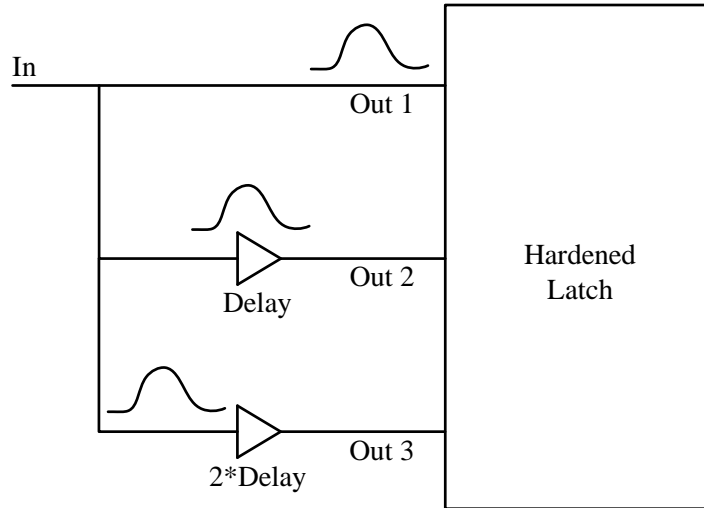 In
Out 1
Delay
Out 2
Hardened
Latch
2*Delay
Out 3